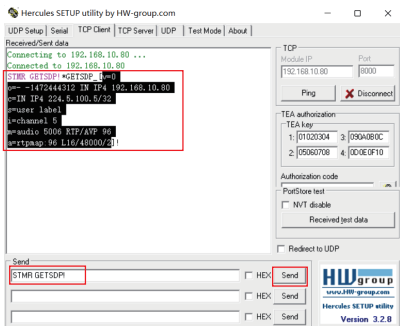 Hercules SETUP utility by HW-group.com
UDP Setup Serial TCP Client TCP Server UDP Test Mode About
Received/Sent data
Connecting to 192.168.10.80 ...
Connected to 192.168.10.80
STMR GETSDP!*GETSDP_[v=0
o=- -1472444312 IN IP4 192.168.10.80
c=IN IP4 224.5.100.5/32
s=user label
i=channel 5
m=audio 5006 RTP/AVP 96
a=rtpmap:96 L16/48000/2]!
TCP
Module IP Port
192.168.10.80 8000
Ping Disconnect
TEA authorization
TEA key
1: 01020304 3: 090A0B0C
2: 05060708 4: 0D0E0F10
Authorization code
PortStore test
NVT disable
Received test data
Redirect to UDP
Send
STMR GETSDP! HEX Send
HEX Send
HEX Send
HW group
www.HW-group.com
Hercules SETUP utility
Version 3.2.8